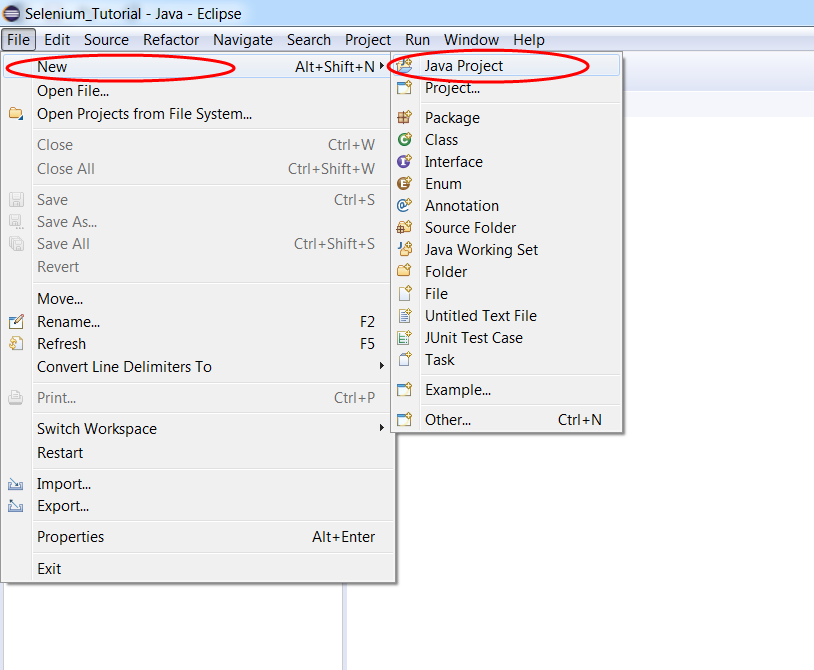 Selenium_Tutorial - Java - Eclipse
File Edit Source Refactor Navigate Search Project Run Window Help
New Alt+Shift+N
Open File...
Open Projects from File System...
Close Ctrl+W
Close All Ctrl+Shift+W
Save Ctrl+S
Save As...
Save All Ctrl+Shift+S
Revert
Move...
Rename... F2
Refresh F5
Convert Line Delimiters To
Print... Ctrl+P
Switch Workspace
Restart
Import...
Export...
Properties Alt+Enter
Exit
Java Project
Project...
Package
Class
Interface
Enum
Annotation
Source Folder
Java Working Set
Folder
File
Untitled Text File
JUnit Test Case
Task
Example...
Other... Ctrl+N